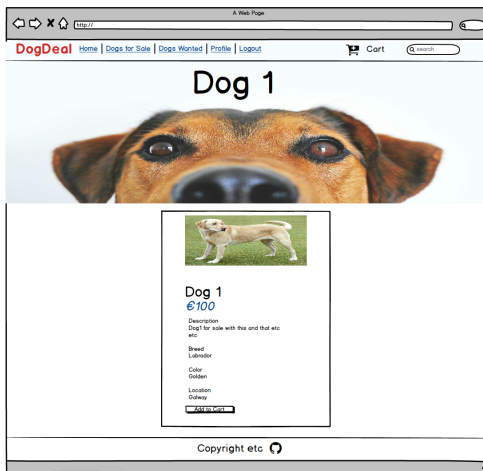 A Web Page
http://
DogDeal Home | Dogs for Sale | Dogs Wanted | Profile | Logout Cart search
Dog 1
Dog 1
€100
Description
Dog1 for sale with this and that etc
etc
Breed
Labrador
Color
Golden
Location
Galway
Add to Cart
Copyright etc